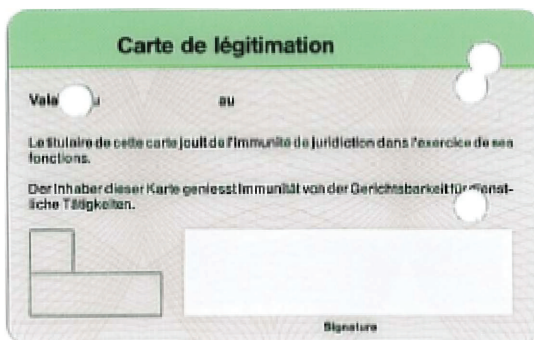 Carte de légitimation
au
Le titulaire de cette carte jouit de l'immunité de juridiction dans l'exercice de ses
fonctions.
Der Inhaber dieser Karte geniesst Immunität von der Gerichtsbarkeit für dienst-
liche Tätigkeiten.
Signature